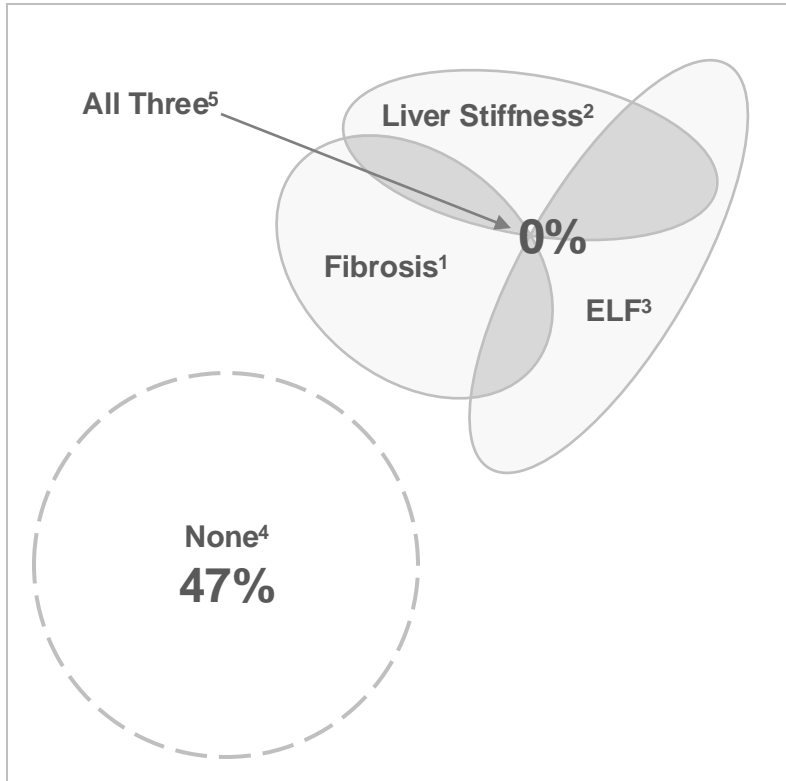 All Three⁵
Liver Stiffness²
0%
Fibrosis¹
ELF³
None⁴
47%